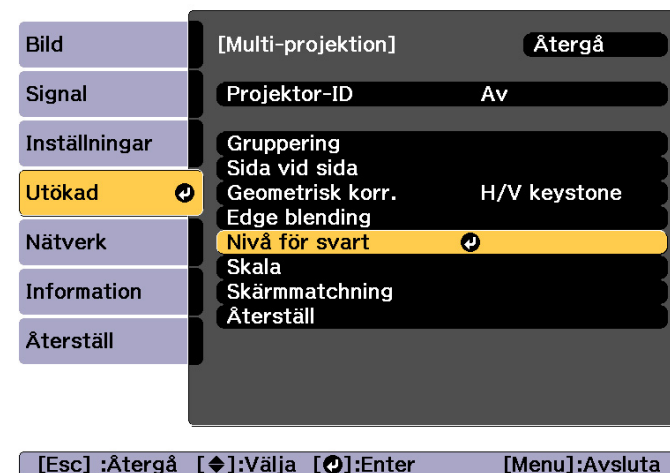 Bild
Signal
Inställningar
Utökad
Nätverk
Information
Återställ
[Multi-projektion] Återgå
Projektor-ID Av
Gruppering
Sida vid sida
Geometrisk korr. H/V keystone
Edge blending
Nivå för svart
Skala
Skärmmatchning
Återställ
[Esc] :Återgå [◆]:Välja [↵]:Enter [Menu]:Avsluta